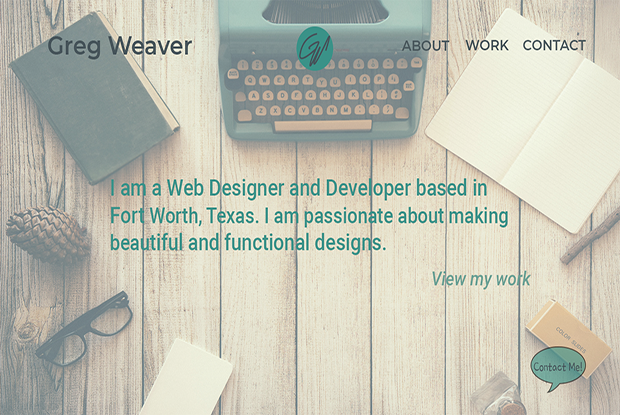 Greg Weaver
GW
ABOUT WORK CONTACT
I am a Web Designer and Developer based in
Fort Worth, Texas. I am passionate about making
beautiful and functional designs.
View my work
Contact Me!